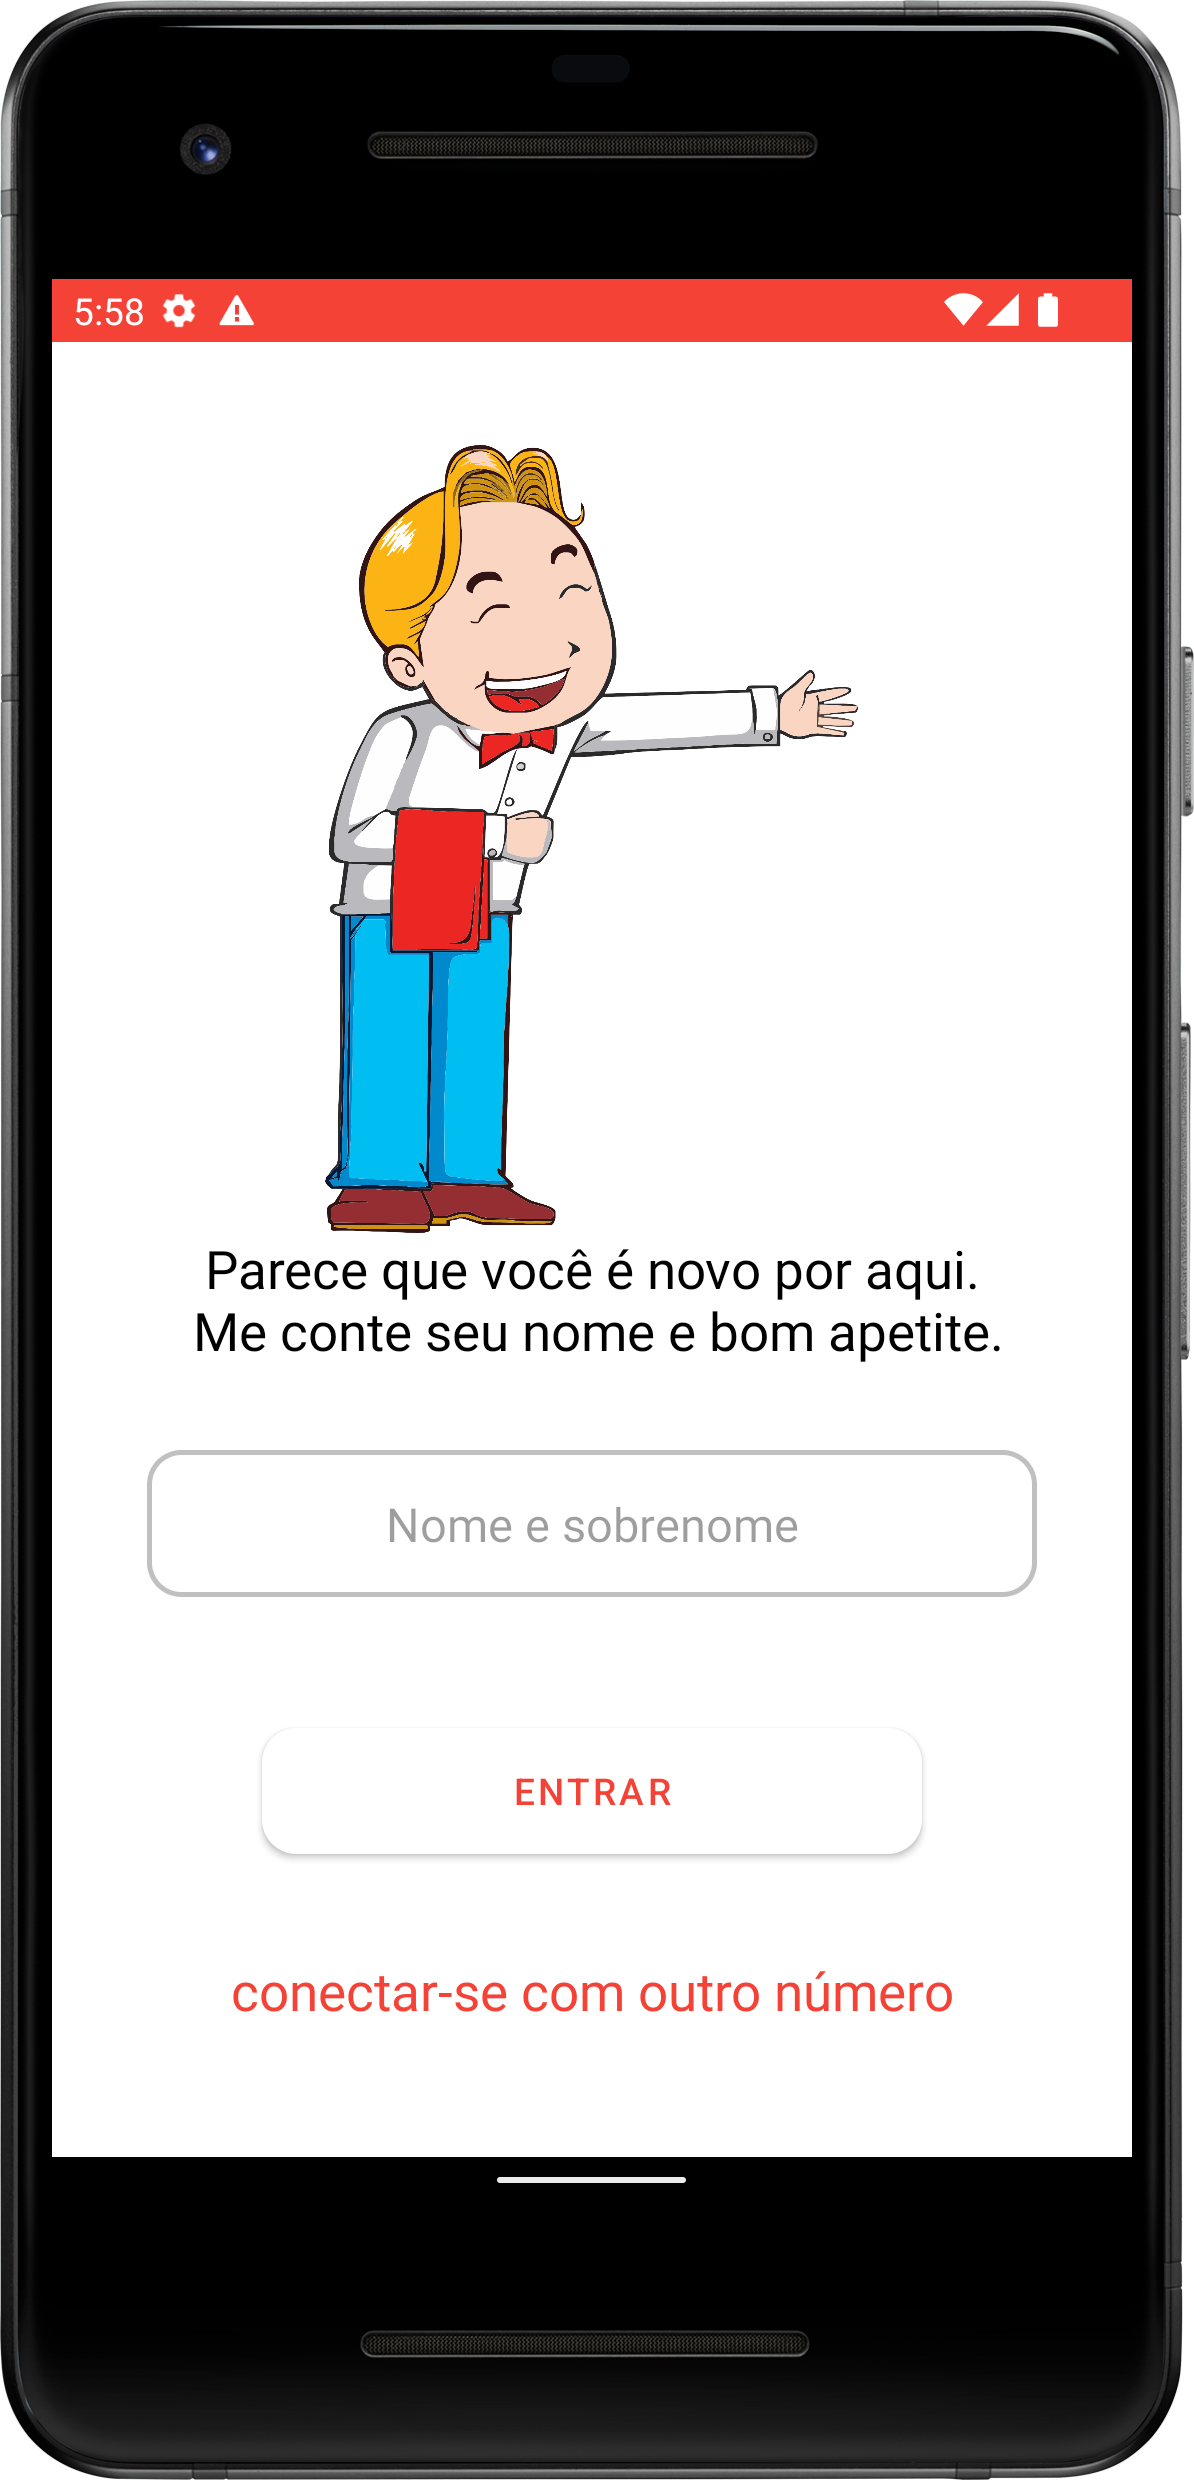 5:58
Parece que você é novo por aqui.
Me conte seu nome e bom apetite.
Nome e sobrenome
ENTRAR
conectar-se com outro número